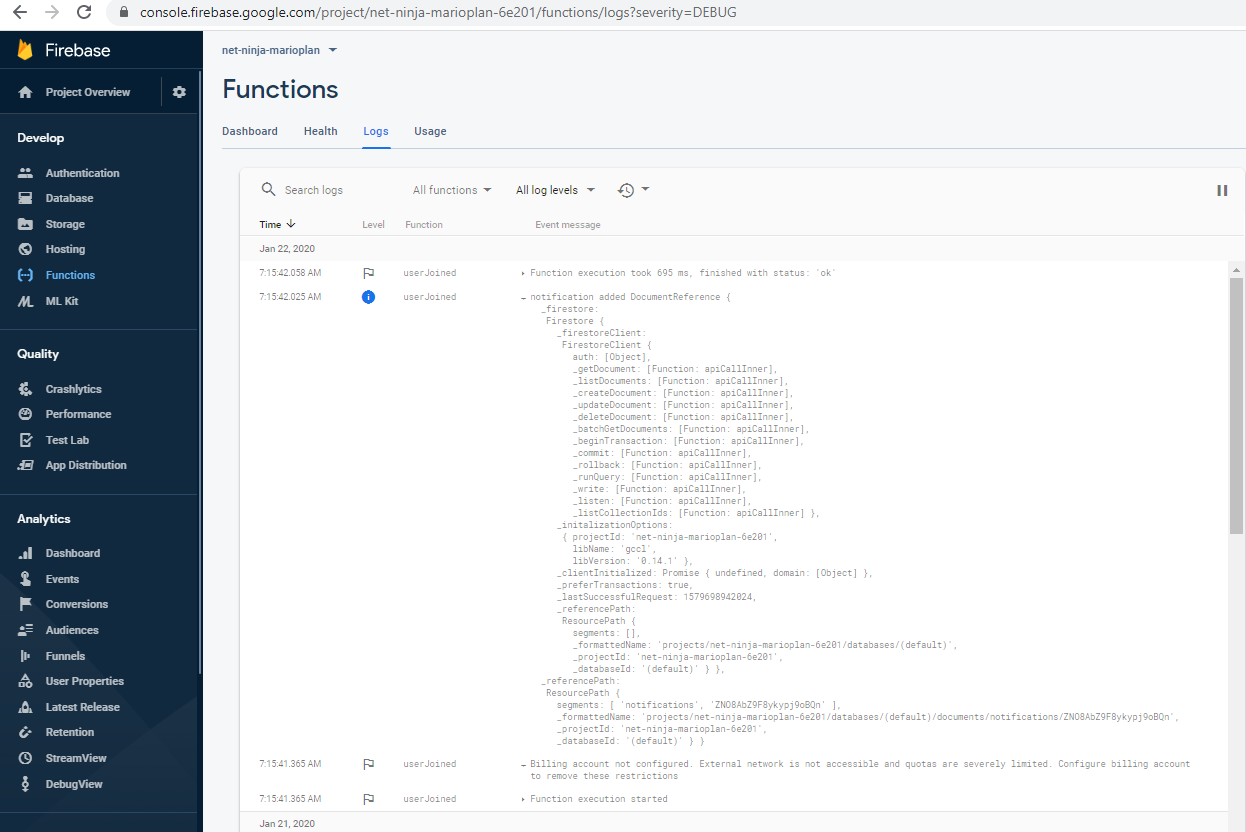 console.firebase.google.com/project/net-ninja-marioplan-6e201/functions/logs?severity=DEBUG
Firebase
Project Overview
Develop
Authentication
Database
Storage
Hosting
Functions
ML Kit
Quality
Crashlytics
Performance
Test Lab
App Distribution
Analytics
Dashboard
Events
Conversions
Audiences
Funnels
User Properties
Latest Release
Retention
StreamView
DebugView
net-ninja-marioplan
Functions
Dashboard Health Logs Usage
Search logs All functions All log levels
Time Level Function Event message
Jan 22, 2020
7:15:42.058 AM userJoined Function execution took 695 ms, finished with status: 'ok'
7:15:42.025 AM i userJoined notification added DocumentReference {
_firestore:
Firestore {
_firestoreClient:
FirestoreClient {
auth: [Object],
_getDocument: [Function: apiCallInner],
_listDocuments: [Function: apiCallInner],
_createDocument: [Function: apiCallInner],
_updateDocument: [Function: apiCallInner],
_deleteDocument: [Function: apiCallInner],
_batchGetDocuments: [Function: apiCallInner],
_beginTransaction: [Function: apiCallInner],
_commit: [Function: apiCallInner],
_rollback: [Function: apiCallInner],
_runQuery: [Function: apiCallInner],
_write: [Function: apiCallInner],
_listen: [Function: apiCallInner],
_listCollectionIds: [Function: apiCallInner] },
_initalizationOptions:
{ projectId: 'net-ninja-marioplan-6e201',
libName: 'gccl',
libVersion: '0.14.1' },
_clientInitialized: Promise { undefined, domain: [Object] },
_preferTransactions: true,
_lastSuccessfulRequest: 1579698942024,
_referencePath:
ResourcePath {
segments: [],
_formattedName: 'projects/net-ninja-marioplan-6e201/databases/(default)',
_projectId: 'net-ninja-marioplan-6e201',
_databaseId: '(default)' } },
_referencePath:
ResourcePath {
segments: [ 'notifications', 'ZNO8AbZ9F8ykypj9oBQn' ],
_formattedName: 'projects/net-ninja-marioplan-6e201/databases/(default)/documents/notifications/ZNO8AbZ9F8ykypj9oBQn',
_projectId: 'net-ninja-marioplan-6e201',
_databaseId: '(default)' } }
7:15:41.365 AM userJoined Billing account not configured. External network is not accessible and quotas are severely limited. Configure billing account
to remove these restrictions
7:15:41.365 AM userJoined Function execution started
Jan 21, 2020